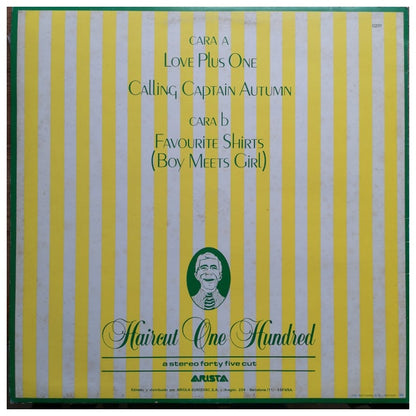 CARA A
LOVE PLUS ONE
CALLING CAPTAIN AUTUMN
CARA b
FAVOURITE SHIRTS
(BOY MEETS GIRL)
Haircut One Hundred
a stereo forty five cut
ARISTA